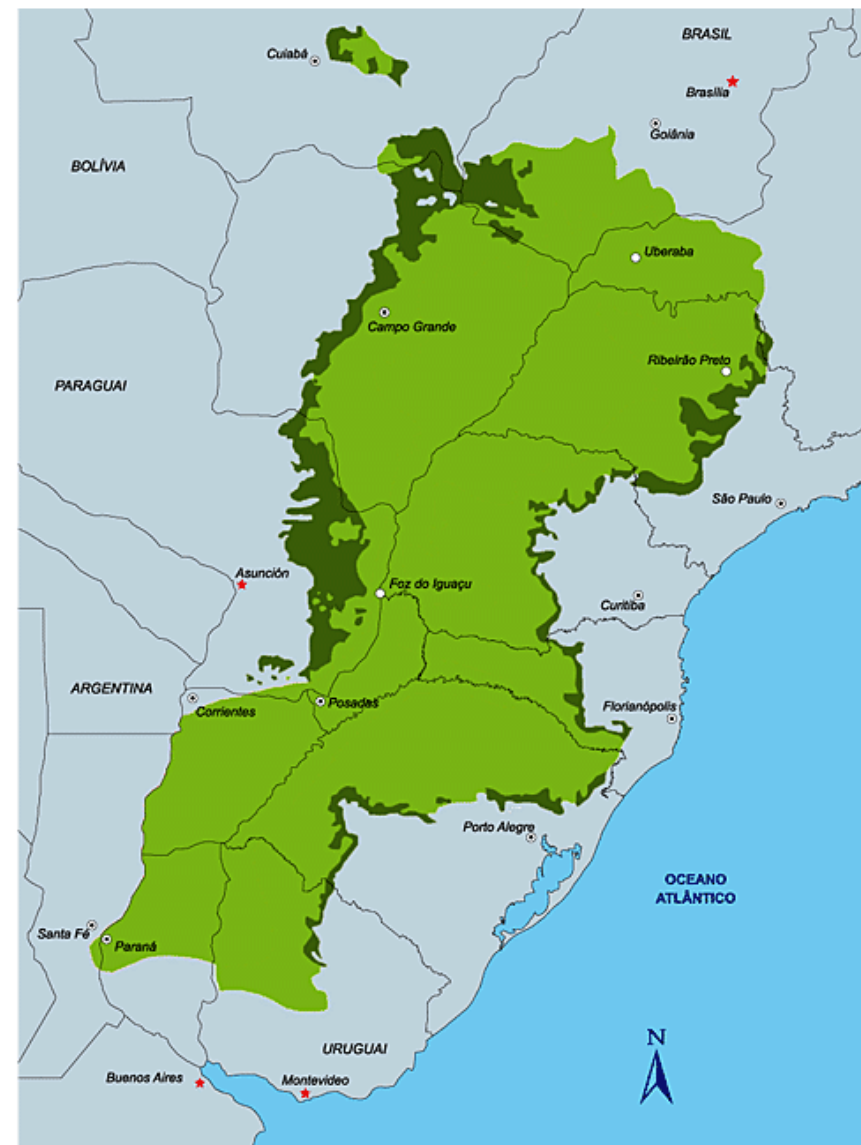 BRASIL
Cuiabá
Brasília
Goiânia
BOLÍVIA
Uberaba
Campo Grande
Ribeirão Preto
PARAGUAI
São Paulo
Asunción
Foz do Iguaçu
Curitiba
ARGENTINA
Corrientes
Posadas
Florianópolis
Porto Alegre
OCEANO
ATLÂNTICO
Santa Fé
Paraná
N
URUGUAI
Buenos Aires
Montevideo